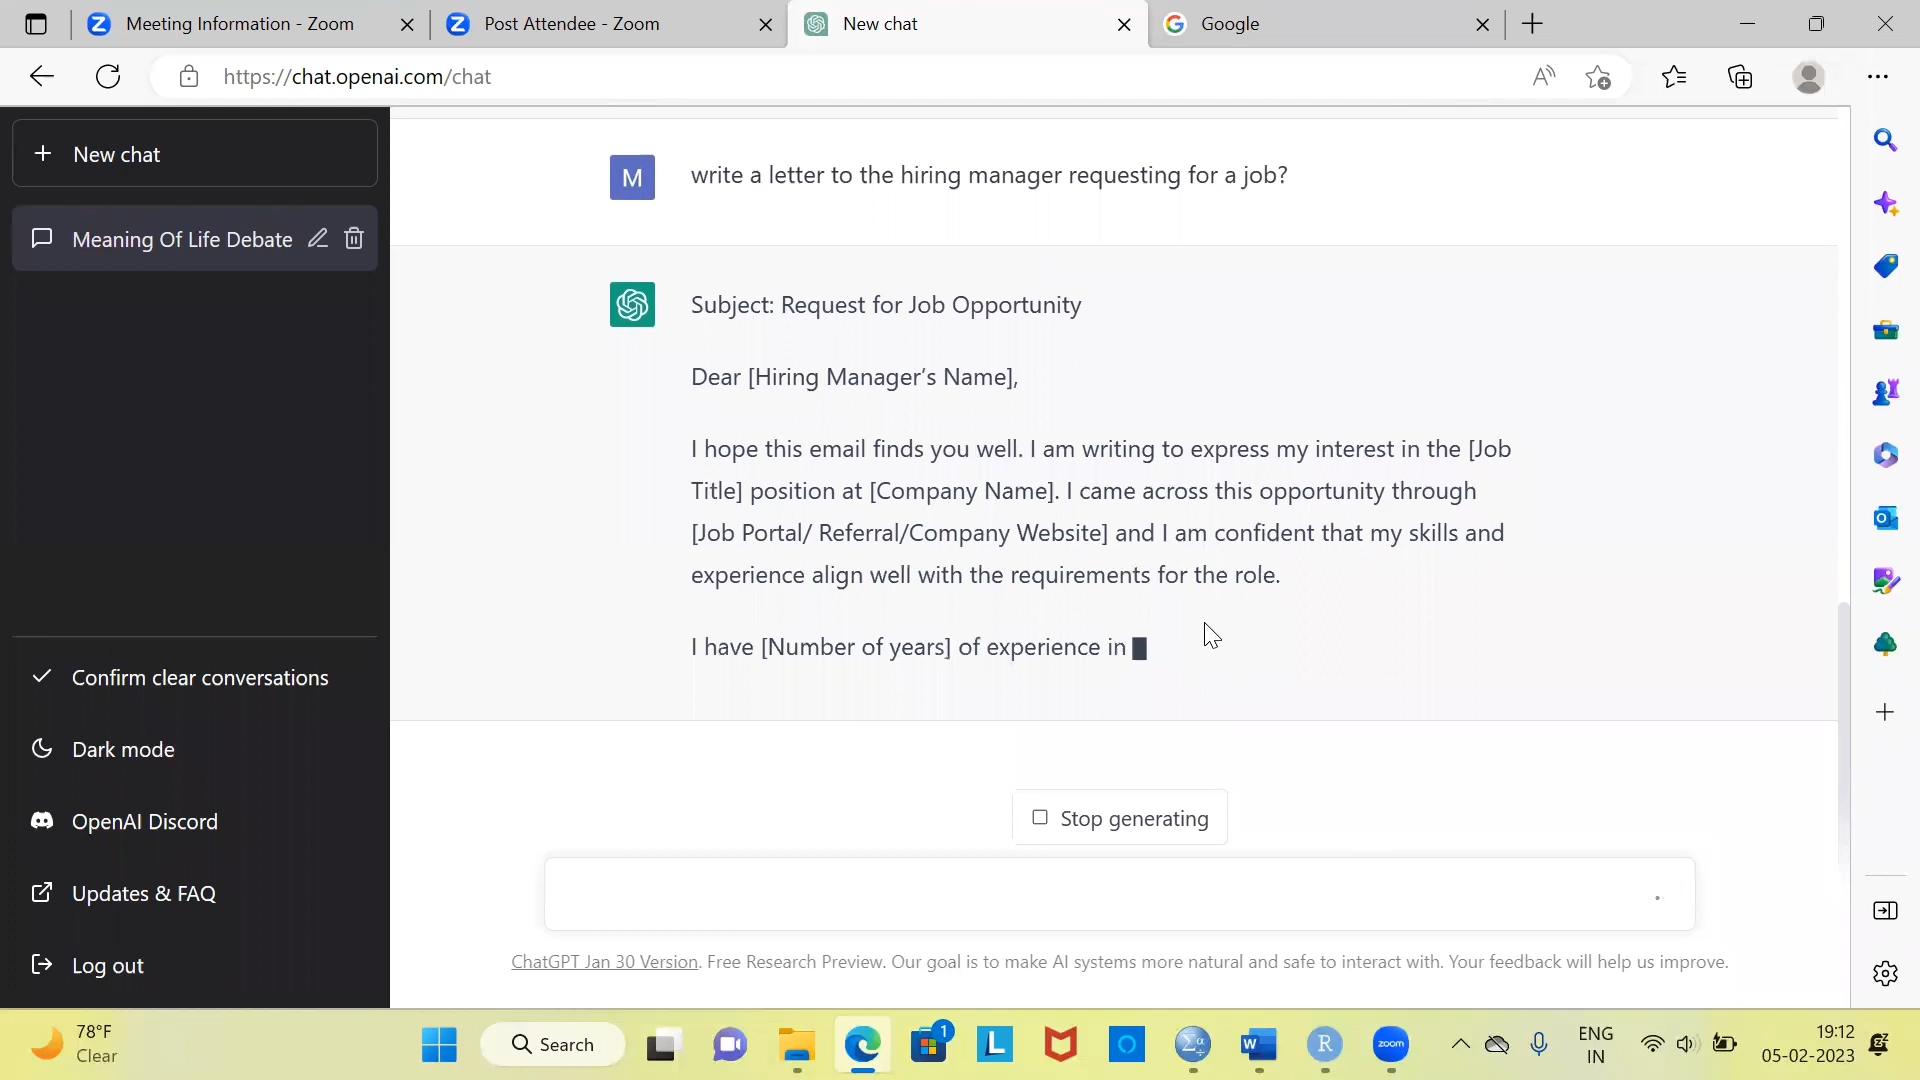 Meeting Information - Zoom
Post Attendee - Zoom
New chat
Google
https://chat.openai.com/chat
New chat
Meaning Of Life Debate
Confirm clear conversations
Dark mode
OpenAI Discord
Updates & FAQ
Log out
M
write a letter to the hiring manager requesting for a job?
Subject: Request for Job Opportunity
Dear [Hiring Manager's Name],
I hope this email finds you well. I am writing to express my interest in the [Job
Title] position at [Company Name]. I came across this opportunity through
[Job Portal/ Referral/Company Website] and I am confident that my skills and
experience align well with the requirements for the role.
I have [Number of years] of experience in
Stop generating
ChatGPT Jan 30 Version. Free Research Preview. Our goal is to make AI systems more natural and safe to interact with. Your feedback will help us improve.
78°F
Clear
Search
1
L
W
R
zoom
ENG
IN
19:12
05-02-2023